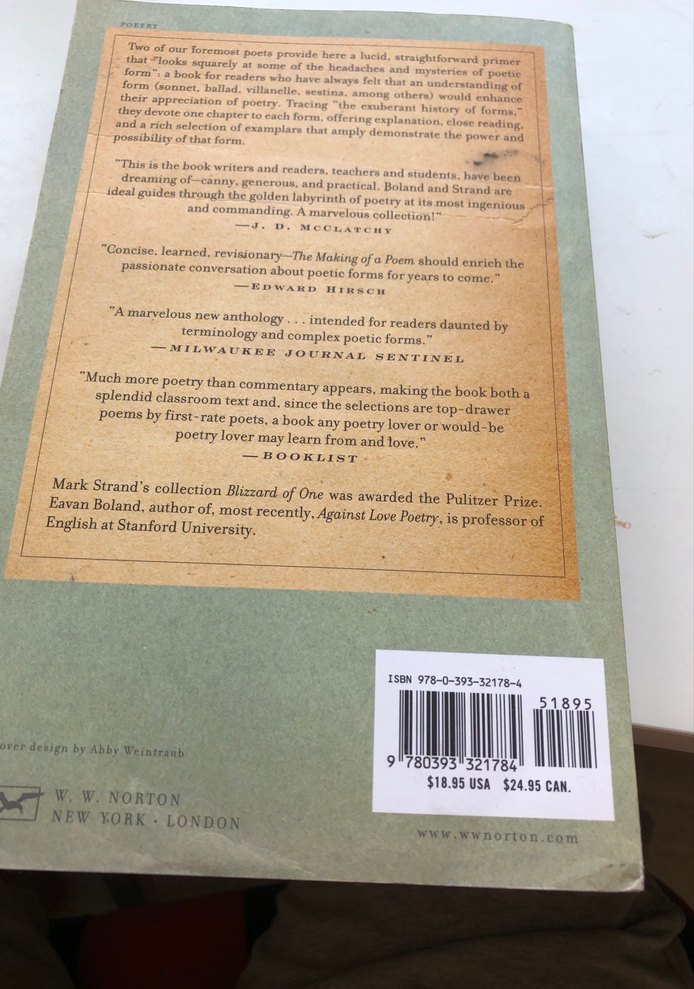 POETRY
Two of our foremost poets provide here a lucid, straightforward primer
that "looks squarely at some of the headaches and mysteries of poetic
form": a book for readers who have always felt that an understanding of
form (sonnet, ballad, villanelle, sestina, among others) would enhance
their appreciation of poetry. Tracing "the exuberant history of forms,"
they devote one chapter to each form, offering explanation, close reading,
and a rich selection of examplars that amply demonstrate the power and
possibility of that form.
"This is the book writers and readers, teachers and students, have been
dreaming of—canny, generous, and practical. Boland and Strand are
ideal guides through the golden labyrinth of poetry at its most ingenious
and commanding. A marvelous collection!"
—J. D. McCLATCHY
"Concise, learned, revisionary—The Making of a Poem should enrich the
passionate conversation about poetic forms for years to come."
—EDWARD HIRSCH
"A marvelous new anthology . . . intended for readers daunted by
terminology and complex poetic forms."
—MILWAUKEE JOURNAL SENTINEL
"Much more poetry than commentary appears, making the book both a
splendid classroom text and, since the selections are top-drawer
poems by first-rate poets, a book any poetry lover or would-be
poetry lover may learn from and love."
—BOOKLIST
Mark Strand's collection Blizzard of One was awarded the Pulitzer Prize.
Eavan Boland, author of, most recently, Against Love Poetry, is professor of
English at Stanford University.
ISBN 978-0-393-32178-4
51895
9 780393 321784
$18.95 USA $24.95 CAN.
over design by Abby Weintraub
W. W. NORTON
NEW YORK • LONDON
www.wwnorton.com